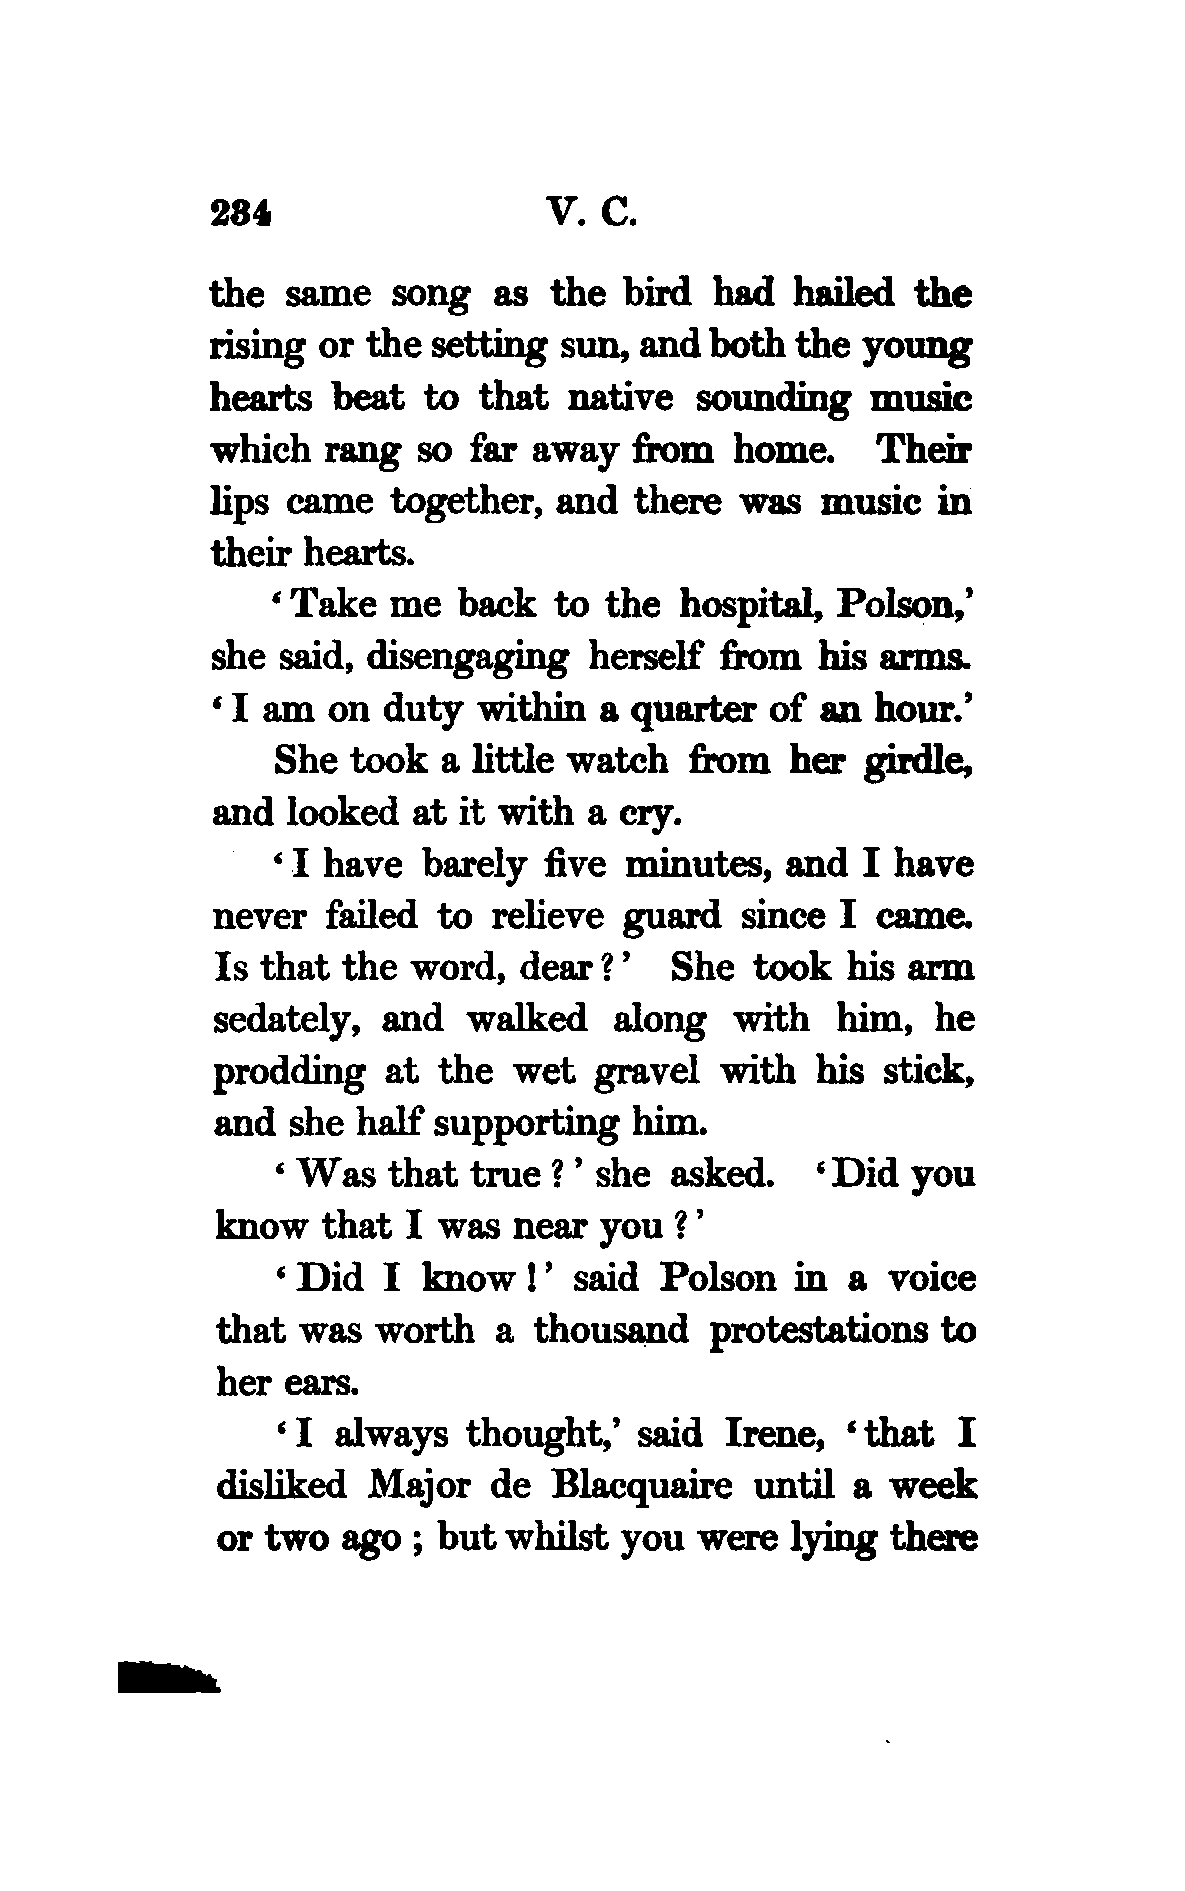 284 V. C.
the same song as the bird had hailed the
rising or the setting sun, and both the young
hearts beat to that native sounding music
which rang so far away from home. Their
lips came together, and there was music in
their hearts.
‘Take me back to the hospital, Polson,’
she said, disengaging herself from his arms.
‘I am on duty within a quarter of an hour.’
She took a little watch from her girdle,
and looked at it with a cry.
‘I have barely five minutes, and I have
never failed to relieve guard since I came.
Is that the word, dear?’ She took his arm
sedately, and walked along with him, he
prodding at the wet gravel with his stick,
and she half supporting him.
‘Was that true?’ she asked. ‘Did you
know that I was near you?’
‘Did I know!’ said Polson in a voice
that was worth a thousand protestations to
her ears.
‘I always thought,’ said Irene, ‘that I
disliked Major de Blacquaire until a week
or two ago; but whilst you were lying there